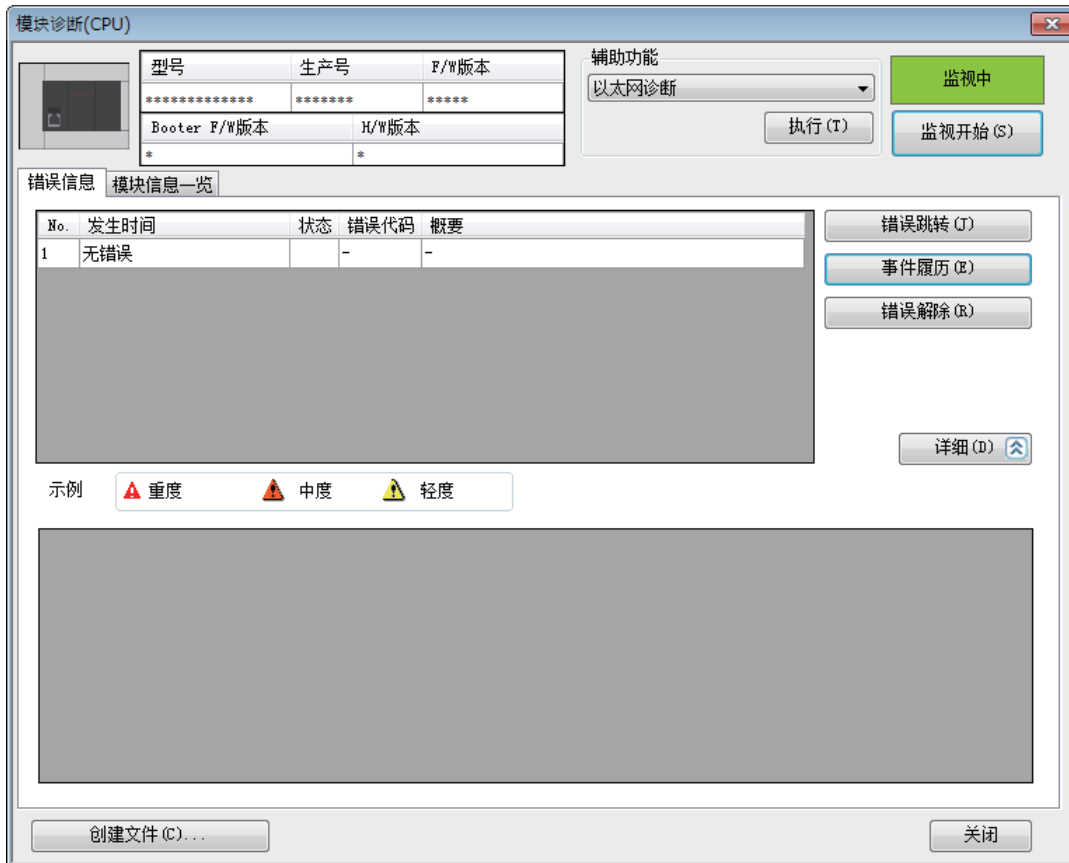 模块诊断(CPU)
型号 生产号 F/W版本
************* ******* *****
Booter F/W版本 H/W版本
* *
辅助功能
以太网诊断
执行(T)
监视中
监视开始(S)
错误信息 模块信息一览
No. 发生时间 状态 错误代码 概要
1 无错误 - -
错误跳转(J)
事件履历(E)
错误解除(R)
详细(D)
示例 重度 中度 轻度
创建文件(C)... 关闭